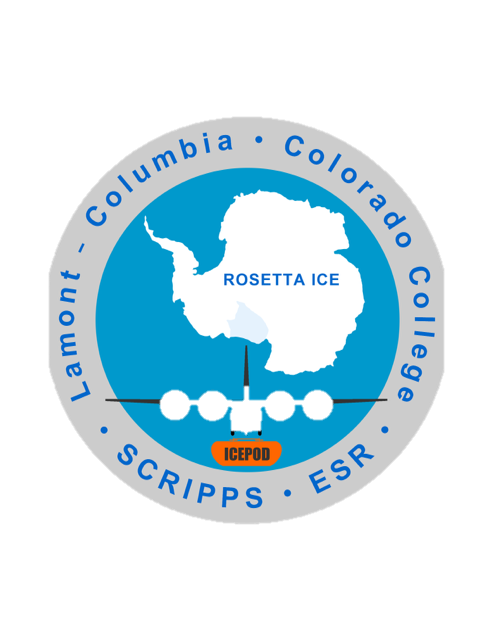 Lamont - Columbia • Colorado College • ESR • SCRIPPS •
ROSETTA ICE
ICEPOD